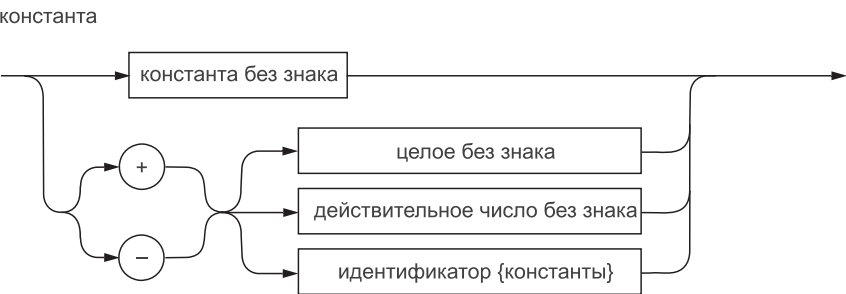 константа
константа без знака
целое без знака
+
действительное число без знака
−
идентификатор {константы}